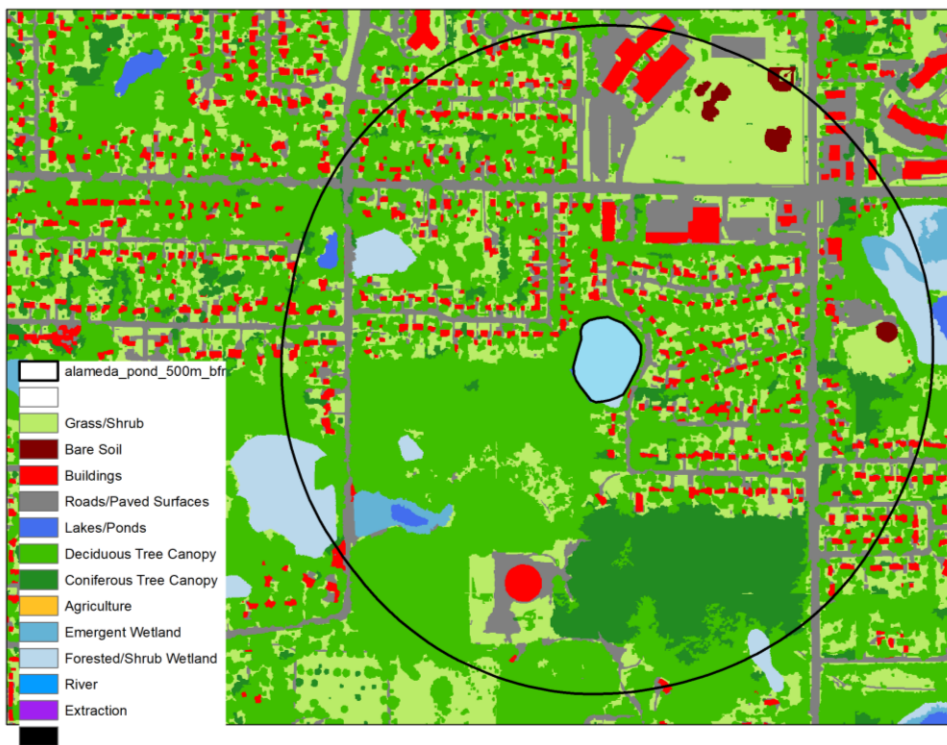 alameda_pond_500m_bfr
Grass/Shrub
Bare Soil
Buildings
Roads/Paved Surfaces
Lakes/Ponds
Deciduous Tree Canopy
Coniferous Tree Canopy
Agriculture
Emergent Wetland
Forested/Shrub Wetland
River
Extraction